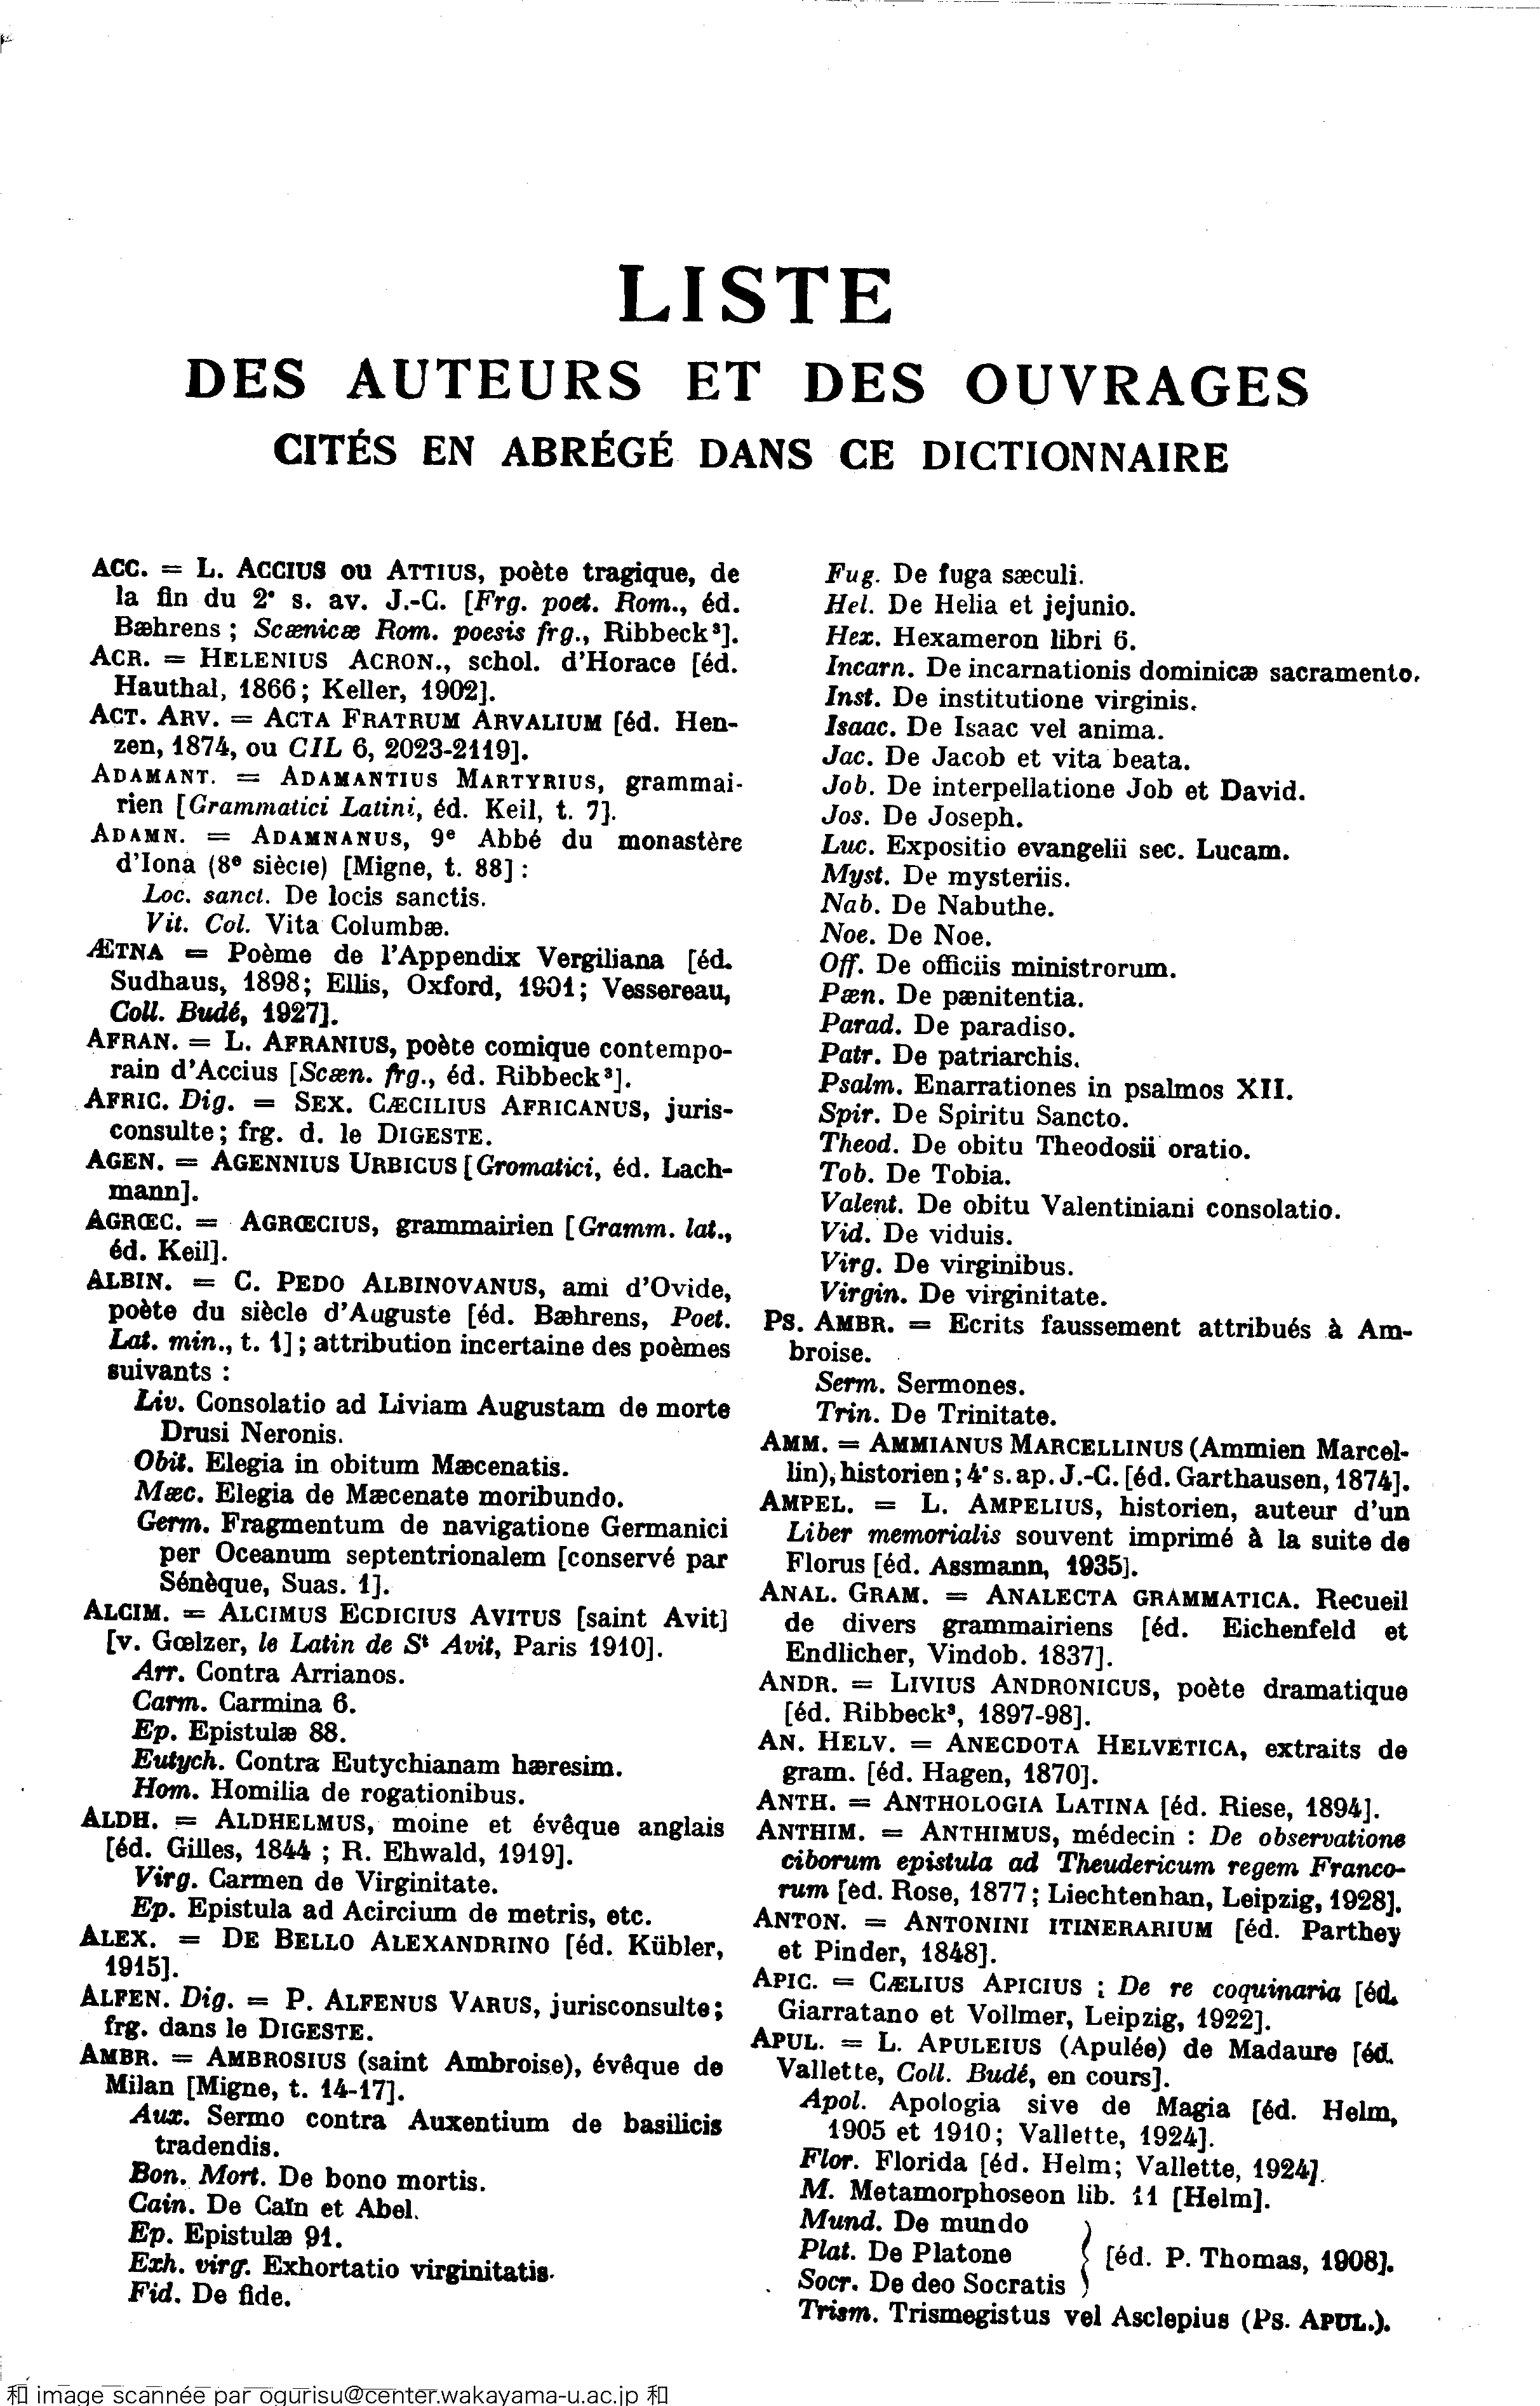 LISTE
DES AUTEURS ET DES OUVRAGES
CITÉS EN ABRÉGÉ DANS CE DICTIONNAIRE
ACC. = L. ACCIUS ou ATTIUS, poète tragique, de
la fin du 2e s. av. J.-C. [Frg. poet. Rom., éd.
Bæhrens ; Scænicæ Rom. poesis frg., Ribbeck³].
ACR. = HELENIUS ACRON., schol. d'Horace [éd.
Hauthal, 1866; Keller, 1902].
ACT. ARV. = ACTA FRATRUM ARVALIUM [éd. Hen-
zen, 1874, ou CIL 6, 2023-2119].
ADAMANT. = ADAMANTIUS MARTYRIUS, grammai-
rien [Grammatici Latini, éd. Keil, t. 7].
ADAMN. = ADAMNANUS, 9e Abbé du monastère
d'Iona (8e siècle) [Migne, t. 88] :
Loc. sanct. De locis sanctis.
Vit. Col. Vita Columbæ.
ÆTNA = Poème de l'Appendix Vergiliana [éd.
Sudhaus, 1898; Ellis, Oxford, 1901; Vessereau,
Coll. Budé, 1927].
AFRAN. = L. AFRANIUS, poète comique contempo-
rain d'Accius [Scæn. frg., éd. Ribbeck³].
AFRIC. Dig. = SEX. CÆCILIUS AFRICANUS, juris-
consulte; frg. d. le DIGESTE.
AGEN. = AGENNIUS URBICUS [Gromatici, éd. Lach-
mann].
AGRŒC. = AGRŒCIUS, grammairien [Gramm. lat.,
éd. Keil].
ALBIN. = C. PEDO ALBINOVANUS, ami d'Ovide,
poète du siècle d'Auguste [éd. Bæhrens, Poet.
Lat. min., t. 1] ; attribution incertaine des poèmes
suivants :
Liv. Consolatio ad Liviam Augustam de morte
Drusi Neronis.
Obit. Elegia in obitum Mæcenatis.
Mæc. Elegia de Mæcenate moribundo.
Germ. Fragmentum de navigatione Germanici
per Oceanum septentrionalem [conservé par
Sénèque, Suas. 1].
ALCIM. = ALCIMUS ECDICIUS AVITUS [saint Avit]
[v. Gœlzer, le Latin de St Avit, Paris 1910].
Arr. Contra Arrianos.
Carm. Carmina 6.
Ep. Epistulæ 88.
Eutych. Contra Eutychianam hæresim.
Hom. Homilia de rogationibus.
ALDH. = ALDHELMUS, moine et évêque anglais
[éd. Gilles, 1844 ; R. Ehwald, 1919].
Virg. Carmen de Virginitate.
Ep. Epistula ad Acircium de metris, etc.
ALEX. = DE BELLO ALEXANDRINO [éd. Kübler,
1915].
ALFEN. Dig. = P. ALFENUS VARUS, jurisconsulte;
frg. dans le DIGESTE.
AMBR. = AMBROSIUS (saint Ambroise), évêque de
Milan [Migne, t. 14-17].
Aux. Sermo contra Auxentium de basilicis
tradendis.
Bon. Mort. De bono mortis.
Cain. De Caïn et Abel.
Ep. Epistulæ 91.
Exh. virg. Exhortatio virginitatis.
Fid. De fide.
Fug. De fuga sæculi.
Hel. De Helia et jejunio.
Hex. Hexameron libri 6.
Incarn. De incarnationis dominicæ sacramento.
Inst. De institutione virginis.
Isaac. De Isaac vel anima.
Jac. De Jacob et vita beata.
Job. De interpellatione Job et David.
Jos. De Joseph.
Luc. Expositio evangelii sec. Lucam.
Myst. De mysteriis.
Nab. De Nabuthe.
Noe. De Noe.
Off. De officiis ministrorum.
Pæn. De pænitentia.
Parad. De paradiso.
Patr. De patriarchis.
Psalm. Enarrationes in psalmos XII.
Spir. De Spiritu Sancto.
Theod. De obitu Theodosii oratio.
Tob. De Tobia.
Valent. De obitu Valentiniani consolatio.
Vid. De viduis.
Virg. De virginibus.
Virgin. De virginitate.
PS. AMBR. = Ecrits faussement attribués à Am-
broise.
Serm. Sermones.
Trin. De Trinitate.
AMM. = AMMIANUS MARCELLINUS (Ammien Marcel-
lin), historien ; 4e s. ap. J.-C. [éd. Garthausen, 1874].
AMPEL. = L. AMPELIUS, historien, auteur d'un
Liber memorialis souvent imprimé à la suite de
Florus [éd. Assmann, 1935].
ANAL. GRAM. = ANALECTA GRAMMATICA. Recueil
de divers grammairiens [éd. Eichenfeld et
Endlicher, Vindob. 1837].
ANDR. = LIVIUS ANDRONICUS, poète dramatique
[éd. Ribbeck³, 1897-98].
AN. HELV. = ANECDOTA HELVETICA, extraits de
gram. [éd. Hagen, 1870].
ANTH. = ANTHOLOGIA LATINA [éd. Riese, 1894].
ANTHIM. = ANTHIMUS, médecin : De observatione
ciborum epistula ad Theudericum regem Franco-
rum [éd. Rose, 1877; Liechtenhan, Leipzig, 1928].
ANTON. = ANTONINI ITINERARIUM [éd. Parthey
et Pinder, 1848].
APIC. = CÆLIUS APICIUS : De re coquinaria [éd.
Giarratano et Vollmer, Leipzig, 1922].
APUL. = L. APULEIUS (Apulée) de Madaure [éd.
Vallette, Coll. Budé, en cours].
Apol. Apologia sive de Magia [éd. Helm,
1905 et 1910; Vallette, 1924].
Flor. Florida [éd. Helm; Vallette, 1924].
M. Metamorphoseon lib. 11 [Helm].
Mund. De mundo
Plat. De Platone } [éd. P. Thomas, 1908].
Socr. De deo Socratis
Trism. Trismegistus vel Asclepius (Ps. APUL.).
和 image scannée par ogurisu@center.wakayama-u.ac.jp 和